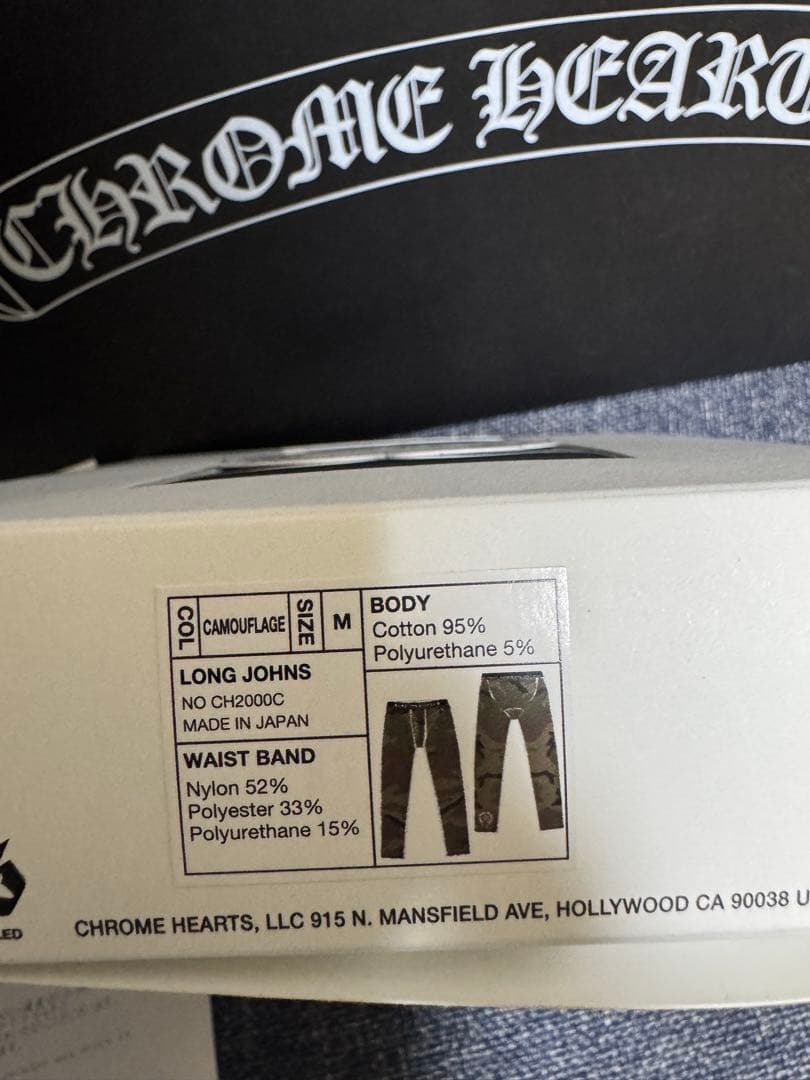 CHROME HEART
COL
CAMOUFLAGE
SIZE
M
LONG JOHNS
NO CH2000C
MADE IN JAPAN
WAIST BAND
Nylon 52%
Polyester 33%
Polyurethane 15%
BODY
Cotton 95%
Polyurethane 5%
CHROME HEARTS, LLC 915 N. MANSFIELD AVE, HOLLYWOOD CA 90038 U
LED